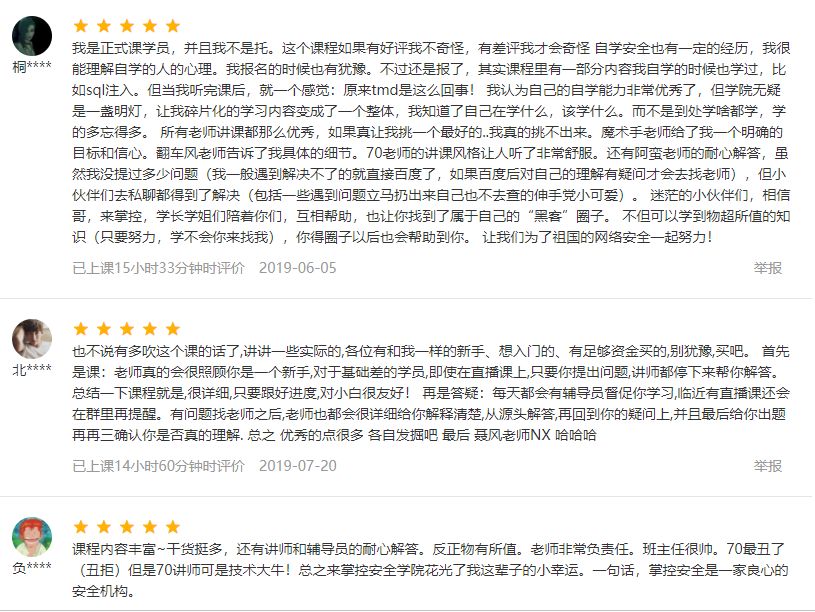 我是正式课学员，并且我不是托。这个课程如果有好评我不奇怪，有差评我才会奇怪 自学安全也有一定的经历，我很
桐****
能理解自学的人的心理。我报名的时候也有犹豫。不过还是报了，其实课程里有一部分内容我自学的时候也学过，比
如sql注入。但当我听完课后，就一个感觉：原来tmd是这么回事！ 我认为自己的自学能力非常优秀了，但学院无疑
是一盏明灯，让我碎片化的学习内容变成了一个整体，我知道了自己在学什么，该学什么。而不是到处学啥都学，学
的多忘得多。 所有老师讲课都那么优秀，如果真让我挑一个最好的..我真的挑不出来。魔术手老师给了我一个明确的
目标和信心。翻车风老师告诉了我具体的细节。70老师的讲课风格让人听了非常舒服。还有阿蛮老师的耐心解答，虽
然我没提过多少问题（我一般遇到解决不了的就直接百度了，如果百度后对自己的理解有疑问才会去找老师），但小
伙伴们去私聊都得到了解决（包括一些遇到问题立马扔出来自己也不去查的伸手党小可爱）。 迷茫的小伙伴们，相信
哥，来掌控，学长学姐们陪着你们，互相帮助，也让你找到了属于自己的“黑客”圈子。 不但可以学到物超所值的知
识（只要努力，学不会你来找我），你得圈子以后也会帮助到你。 让我们为了祖国的网络安全一起努力！
已上课15小时33分钟时评价 2019-06-05 举报
也不说有多吹这个课的话了,讲讲一些实际的,各位有和我一样的新手、想入门的、有足够资金买的,别犹豫,买吧。 首先
北****
是课：老师真的会很照顾你是一个新手,对于基础差的学员,即使在直播课上,只要你提出问题,讲师都停下来帮你解答。
总结一下课程就是,很详细,只要跟好进度,对小白很友好！ 再是答疑：每天都会有辅导员督促你学习,临近有直播课还会
在群里再提醒。有问题找老师之后,老师也都会很详细给你解释清楚,从源头解答,再回到你的疑问上,并且最后给你出题
再再三确认你是否真的理解. 总之 优秀的点很多 各自发掘吧 最后 聂风老师NX 哈哈哈
已上课14小时60分钟时评价 2019-07-20 举报
课程内容丰富~干货挺多，还有讲师和辅导员的耐心解答。反正物有所值。老师非常负责任。班主任很帅。70最丑了
负****
（丑拒）但是70讲师可是技术大牛！总之来掌控安全学院花光了我这辈子的小幸运。一句话，掌控安全是一家良心的
安全机构。